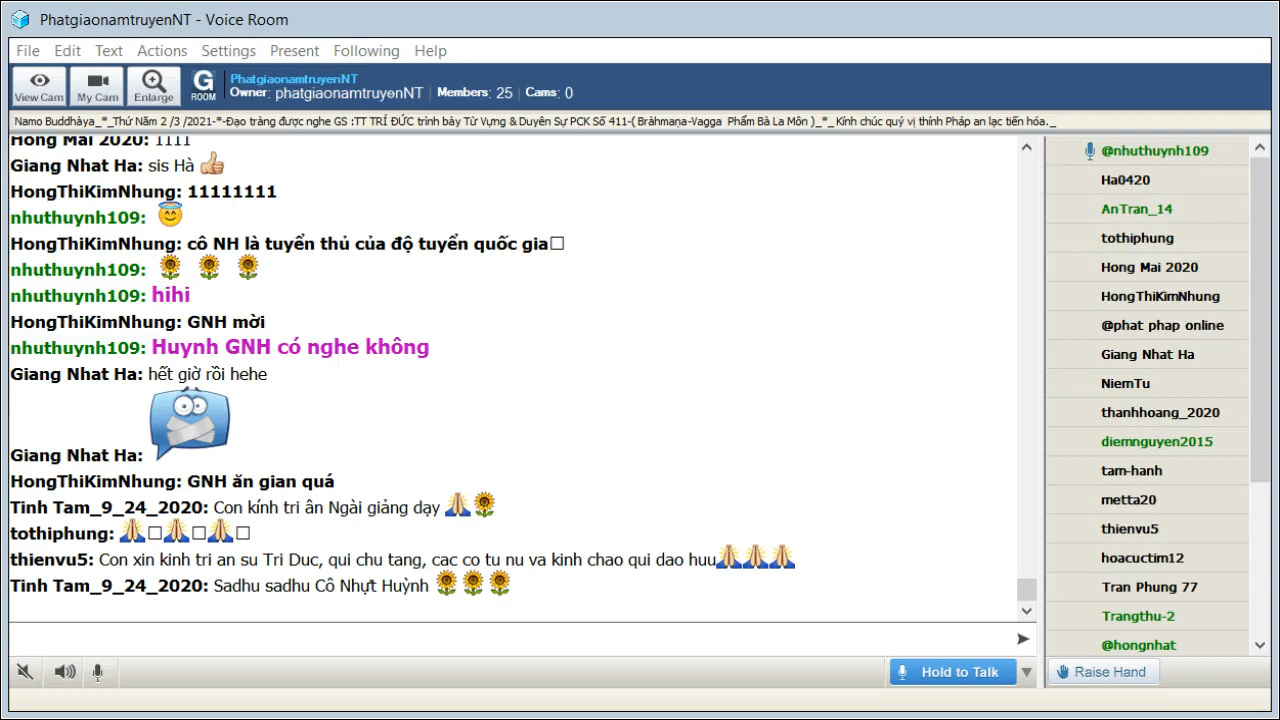 PhatgiaonamtruyenNT - Voice Room
File Edit Text Actions Settings Present Following Help
View Cam My Cam Enlarge G ROOM
PhatgiaonamtruyenNT
Owner: phatgiaonamtruyenNT | Members: 25 | Cams: 0
Namo Buddhàya_*_Thứ Năm 2 /3 /2021-*-Đạo tràng được nghe GS :TT TRÍ ĐỨC trình bày Từ Vựng & Duyên Sự PCK Số 411-( Bràhmaṇa-Vagga Phẩm Bà La Môn )_*_ Kính chúc quý vị thính Pháp an lạc tiến hóa._
Hong Mai 2020: 1111
Giang Nhat Ha: sis Hà 👍
HongThiKimNhung: 11111111
nhuthuynh109: 😇
HongThiKimNhung: cô NH là tuyển thủ của độ tuyển quốc gia□
nhuthuynh109: 🌻 🌻 🌻
nhuthuynh109: hihi
HongThiKimNhung: GNH mời
nhuthuynh109: Huynh GNH có nghe không
Giang Nhat Ha: hết giờ rồi hehe
Giang Nhat Ha:
HongThiKimNhung: GNH ăn gian quá
Tinh Tam_9_24_2020: Con kính tri ân Ngài giảng dạy 🙏🌻
tothiphung: 🙏□🙏□🙏□
thienvu5: Con xin kinh tri an su Tri Duc, qui chu tang, cac co tu nu va kinh chao qui dao huu🙏🙏🙏
Tinh Tam_9_24_2020: Sadhu sadhu Cô Nhựt Huỳnh 🌻🌻🌻
Hold to Talk
@nhuthuynh109
Ha0420
AnTran_14
tothiphung
Hong Mai 2020
HongThiKimNhung
@phat phap online
Giang Nhat Ha
NiemTu
thanhhoang_2020
diemnguyen2015
tam-hanh
metta20
thienvu5
hoacuctim12
Tran Phung 77
Trangthu-2
@hongnhat
Raise Hand